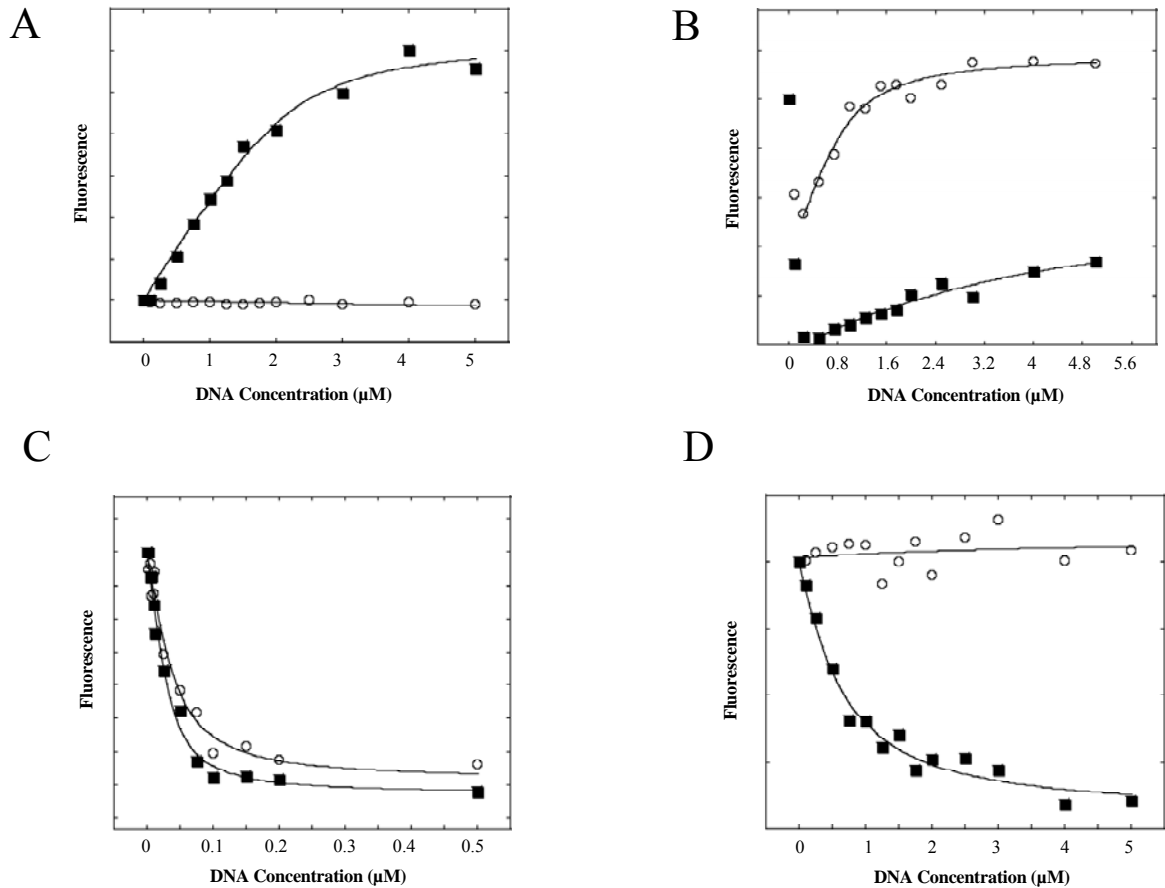 A
Fluorescence
0 1 2 3 4 5
DNA Concentration (µM)
B
Fluorescence
0 0.8 1.6 2.4 3.2 4 4.8 5.6
DNA Concentration (µM)
C
Fluorescence
0 0.1 0.2 0.3 0.4 0.5
DNA Concentration (µM)
D
Fluorescence
0 1 2 3 4 5
DNA Concentration (µM)